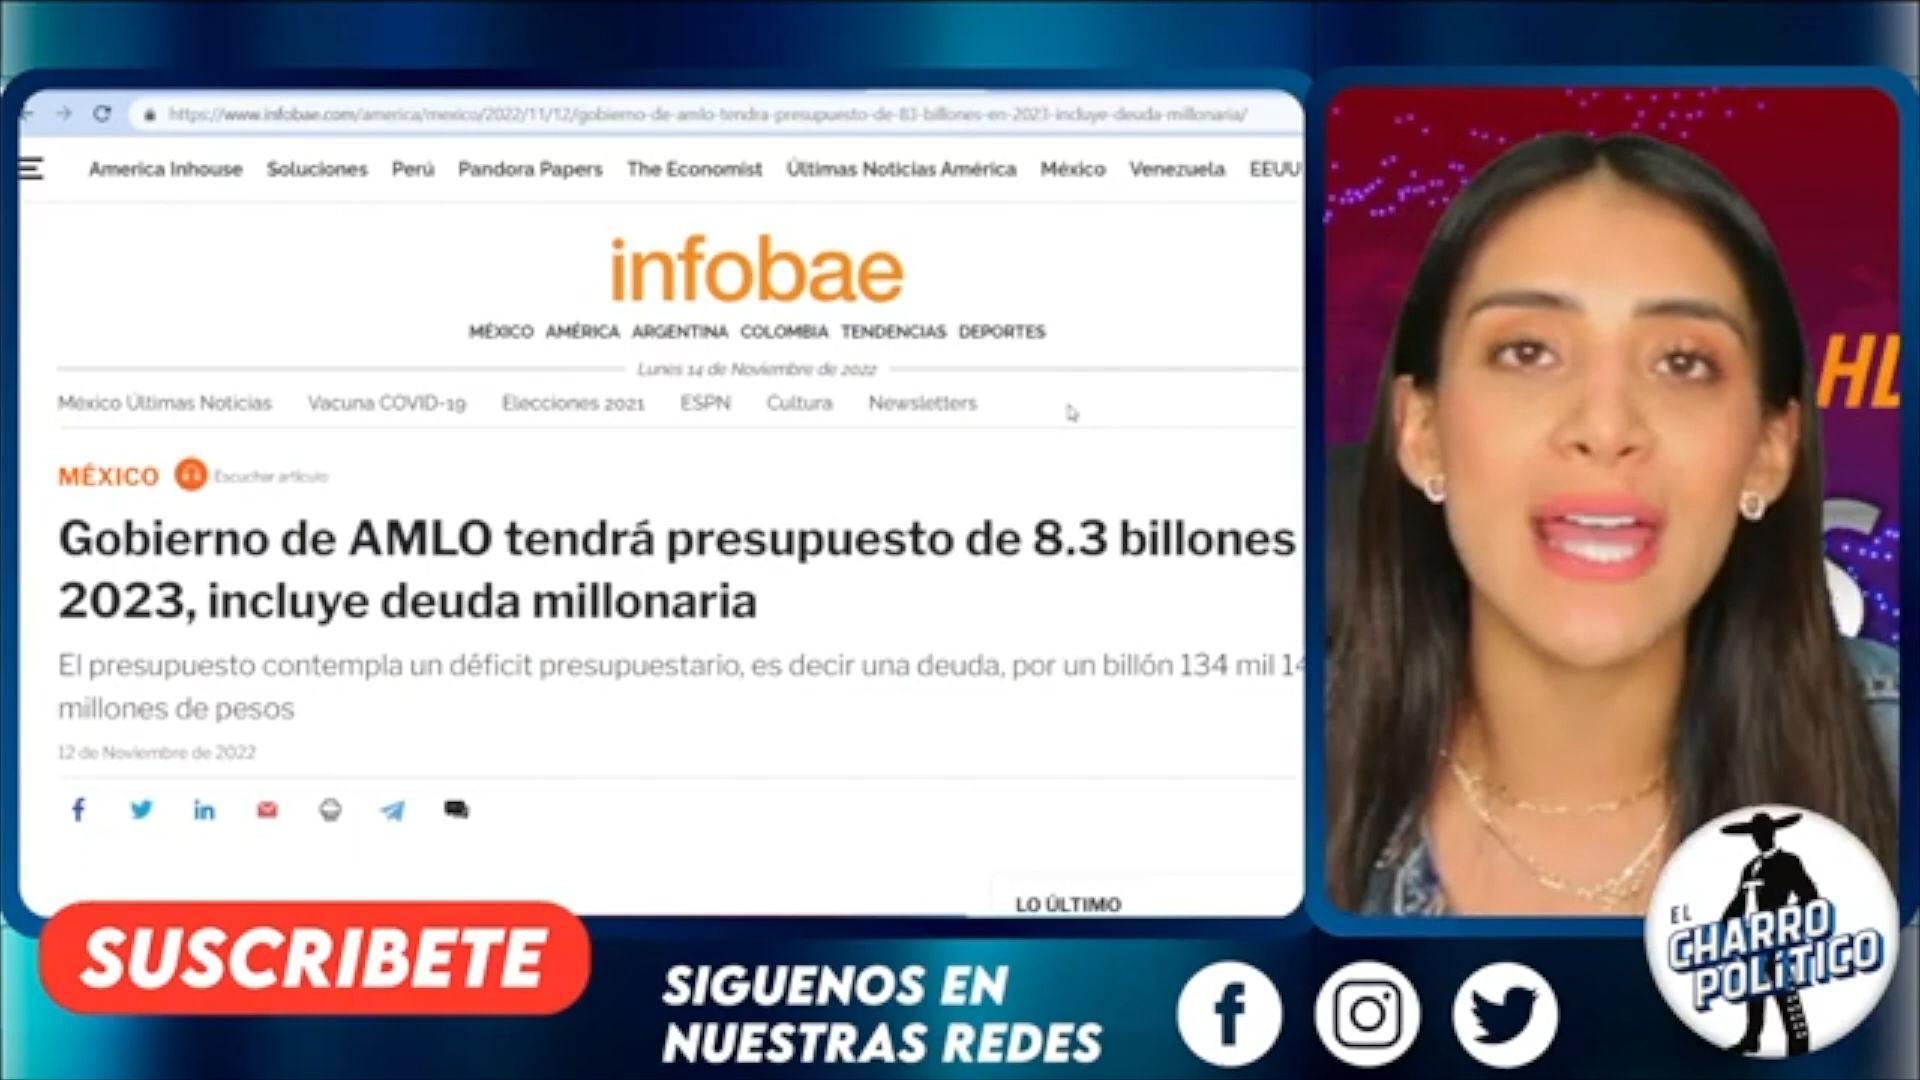 https://www.infobae.com/america/mexico/2022/11/12/gobierno-de-amlo-tendra-presupuesto-de-83-billones-en-2023-incluye-deuda-millonaria/
America Inhouse Soluciones Perú Pandora Papers The Economist Últimas Noticias América México Venezuela EEUU
infobae
MÉXICO AMÉRICA ARGENTINA COLOMBIA TENDENCIAS DEPORTES
Lunes 14 de Noviembre de 2022
México Últimas Noticias Vacuna COVID-19 Elecciones 2021 ESPN Cultura Newsletters
MÉXICO Escuchar artículo
Gobierno de AMLO tendrá presupuesto de 8.3 billones
2023, incluye deuda millonaria
El presupuesto contempla un déficit presupuestario, es decir una deuda, por un billón 134 mil 14
millones de pesos
12 de Noviembre de 2022
LO ÚLTIMO
HL
S
SUSCRIBETE
SIGUENOS EN
NUESTRAS REDES
EL
CHARRO
POLÍTICO